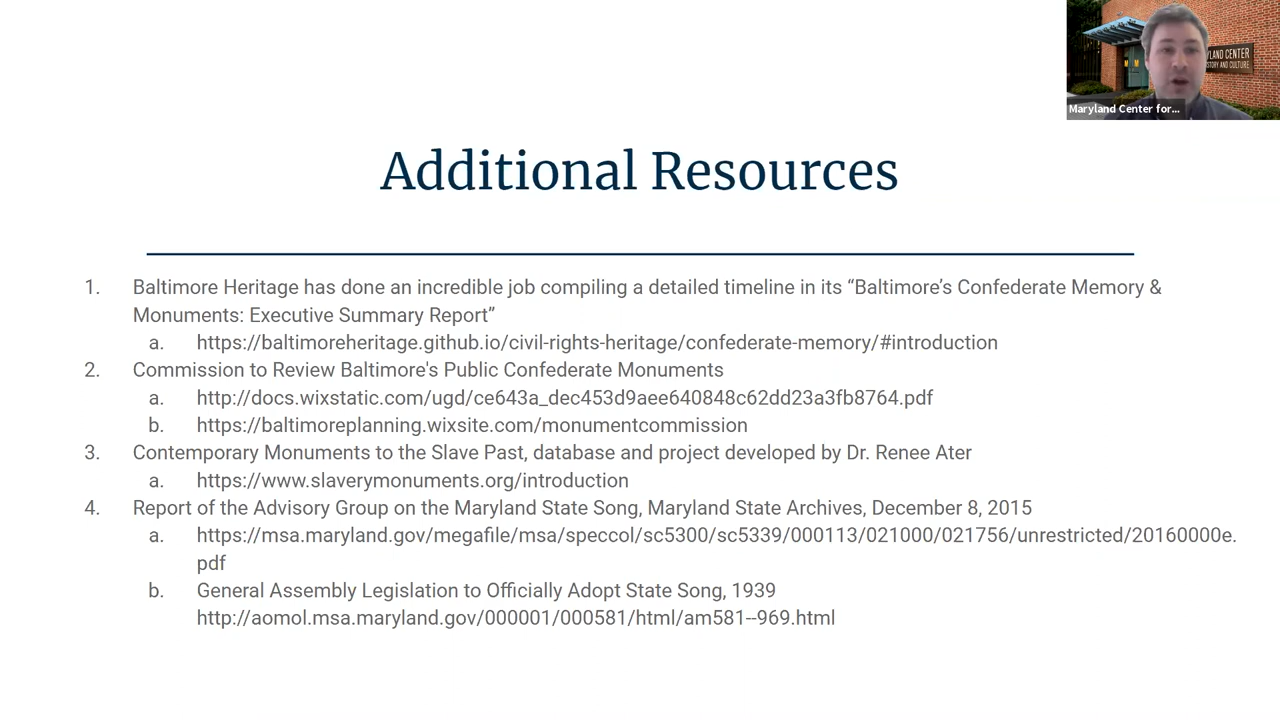 YLAND CENTER
STORY AND CULTURE
Maryland Center for...
Additional Resources
1. Baltimore Heritage has done an incredible job compiling a detailed timeline in its “Baltimore’s Confederate Memory &
Monuments: Executive Summary Report”
a. https://baltimoreheritage.github.io/civil-rights-heritage/confederate-memory/#introduction
2. Commission to Review Baltimore's Public Confederate Monuments
a. http://docs.wixstatic.com/ugd/ce643a_dec453d9aee640848c62dd23a3fb8764.pdf
b. https://baltimoreplanning.wixsite.com/monumentcommission
3. Contemporary Monuments to the Slave Past, database and project developed by Dr. Renee Ater
a. https://www.slaverymonuments.org/introduction
4. Report of the Advisory Group on the Maryland State Song, Maryland State Archives, December 8, 2015
a. https://msa.maryland.gov/megafile/msa/speccol/sc5300/sc5339/000113/021000/021756/unrestricted/20160000e.
pdf
b. General Assembly Legislation to Officially Adopt State Song, 1939
http://aomol.msa.maryland.gov/000001/000581/html/am581--969.html